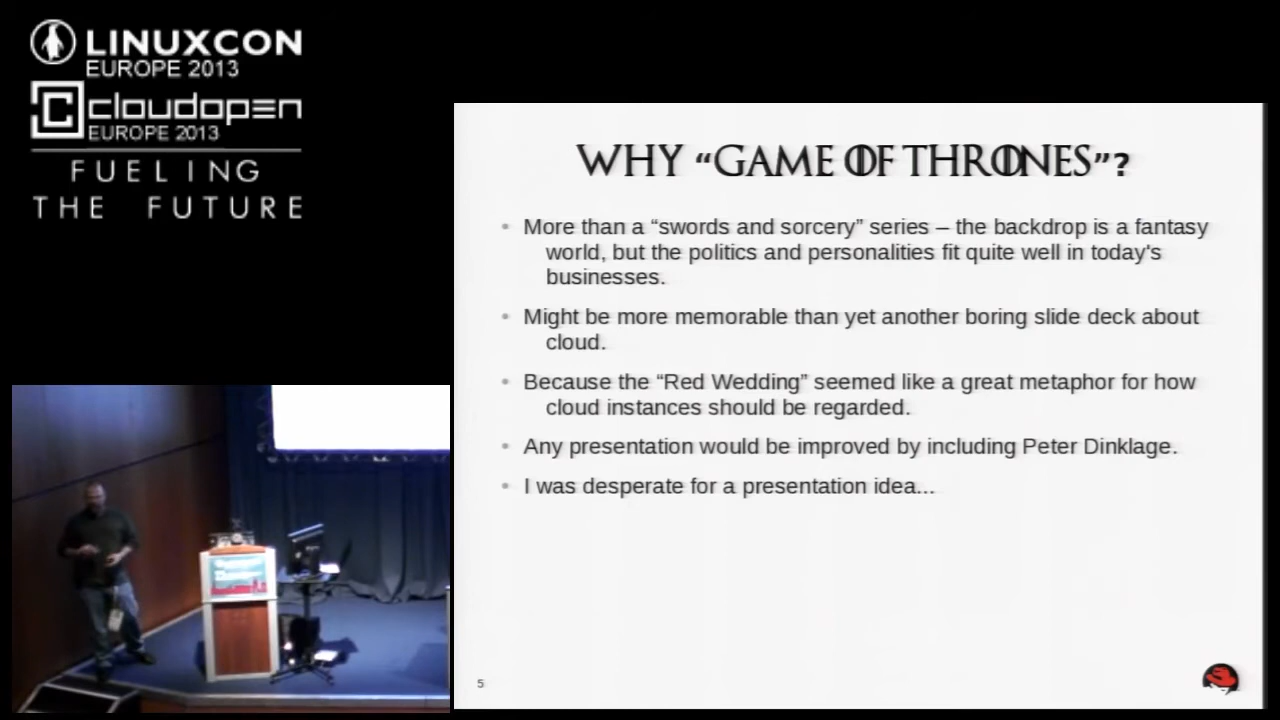 LINUXCON
EUROPE 2013
cloudopen
EUROPE 2013
FUELING
THE FUTURE
WHY “GAME OF THRONES”?
• More than a “swords and sorcery” series – the backdrop is a fantasy
world, but the politics and personalities fit quite well in today's
businesses.
• Might be more memorable than yet another boring slide deck about
cloud.
• Because the “Red Wedding” seemed like a great metaphor for how
cloud instances should be regarded.
• Any presentation would be improved by including Peter Dinklage.
• I was desperate for a presentation idea...
5